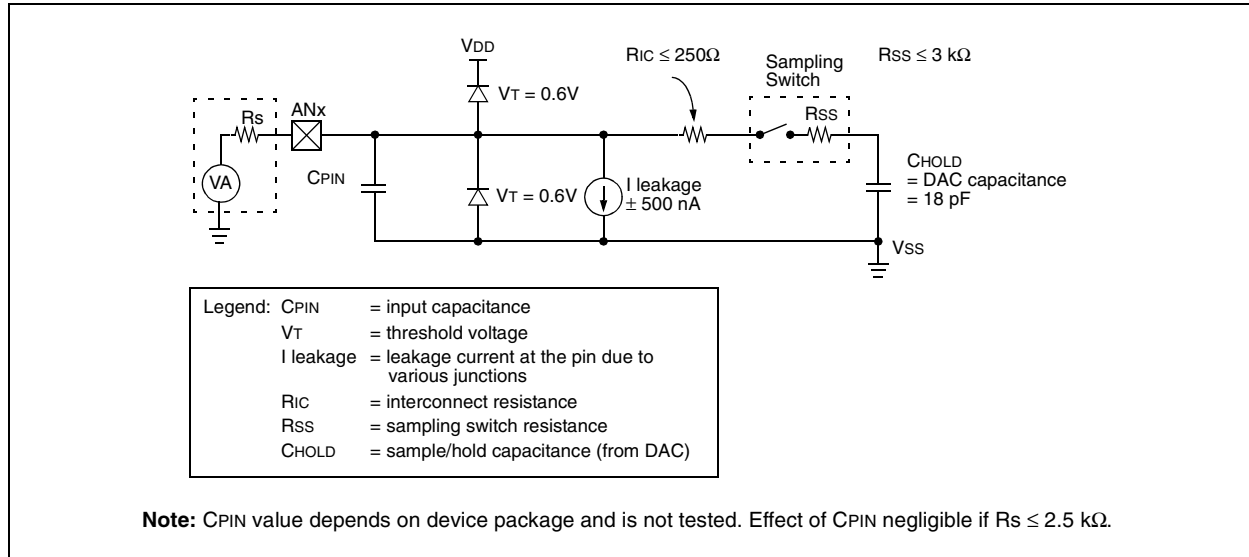 VDD
RIC ≤ 250Ω
Sampling
Switch
RSS ≤ 3 kΩ
VT = 0.6V
Rs
ANx
RSS
VA
CPIN
VT = 0.6V
I leakage
± 500 nA
CHOLD
= DAC capacitance
= 18 pF
VSS
Legend: CPIN = input capacitance
VT = threshold voltage
I leakage = leakage current at the pin due to
various junctions
RIC = interconnect resistance
RSS = sampling switch resistance
CHOLD = sample/hold capacitance (from DAC)
Note: CPIN value depends on device package and is not tested. Effect of CPIN negligible if Rs ≤ 2.5 kΩ.